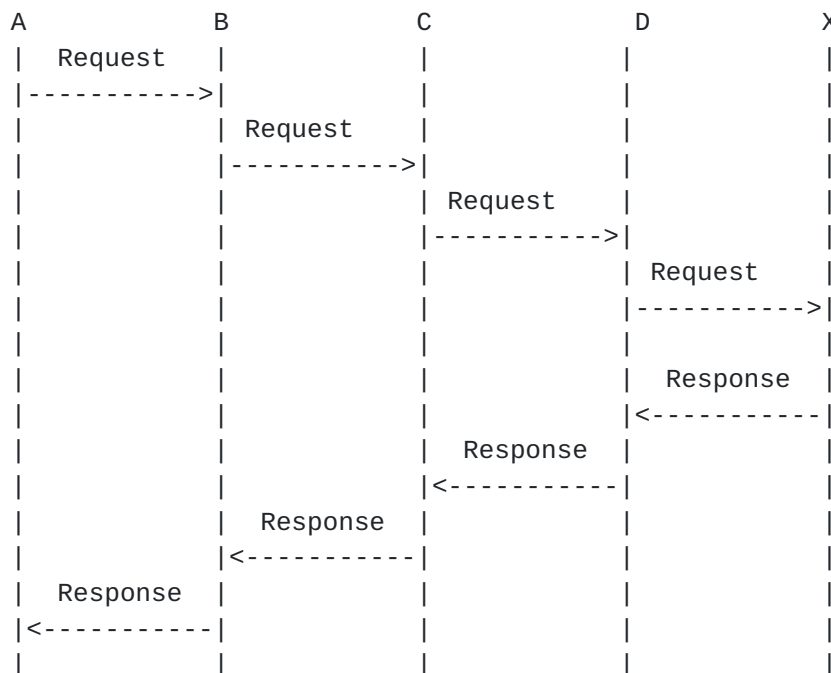 A B C D X
| Request | | | |
|----------->| | | |
| | Request | | |
| |----------->| | |
| | | Request | |
| | |----------->| |
| | | | Request |
| | | |----------->|
| | | | |
| | | | Response |
| | | |<-----------|
| | | Response | |
| | |<-----------| |
| | Response | | |
| |<-----------| | |
| Response | | | |
|<-----------| | | |
| | | | |